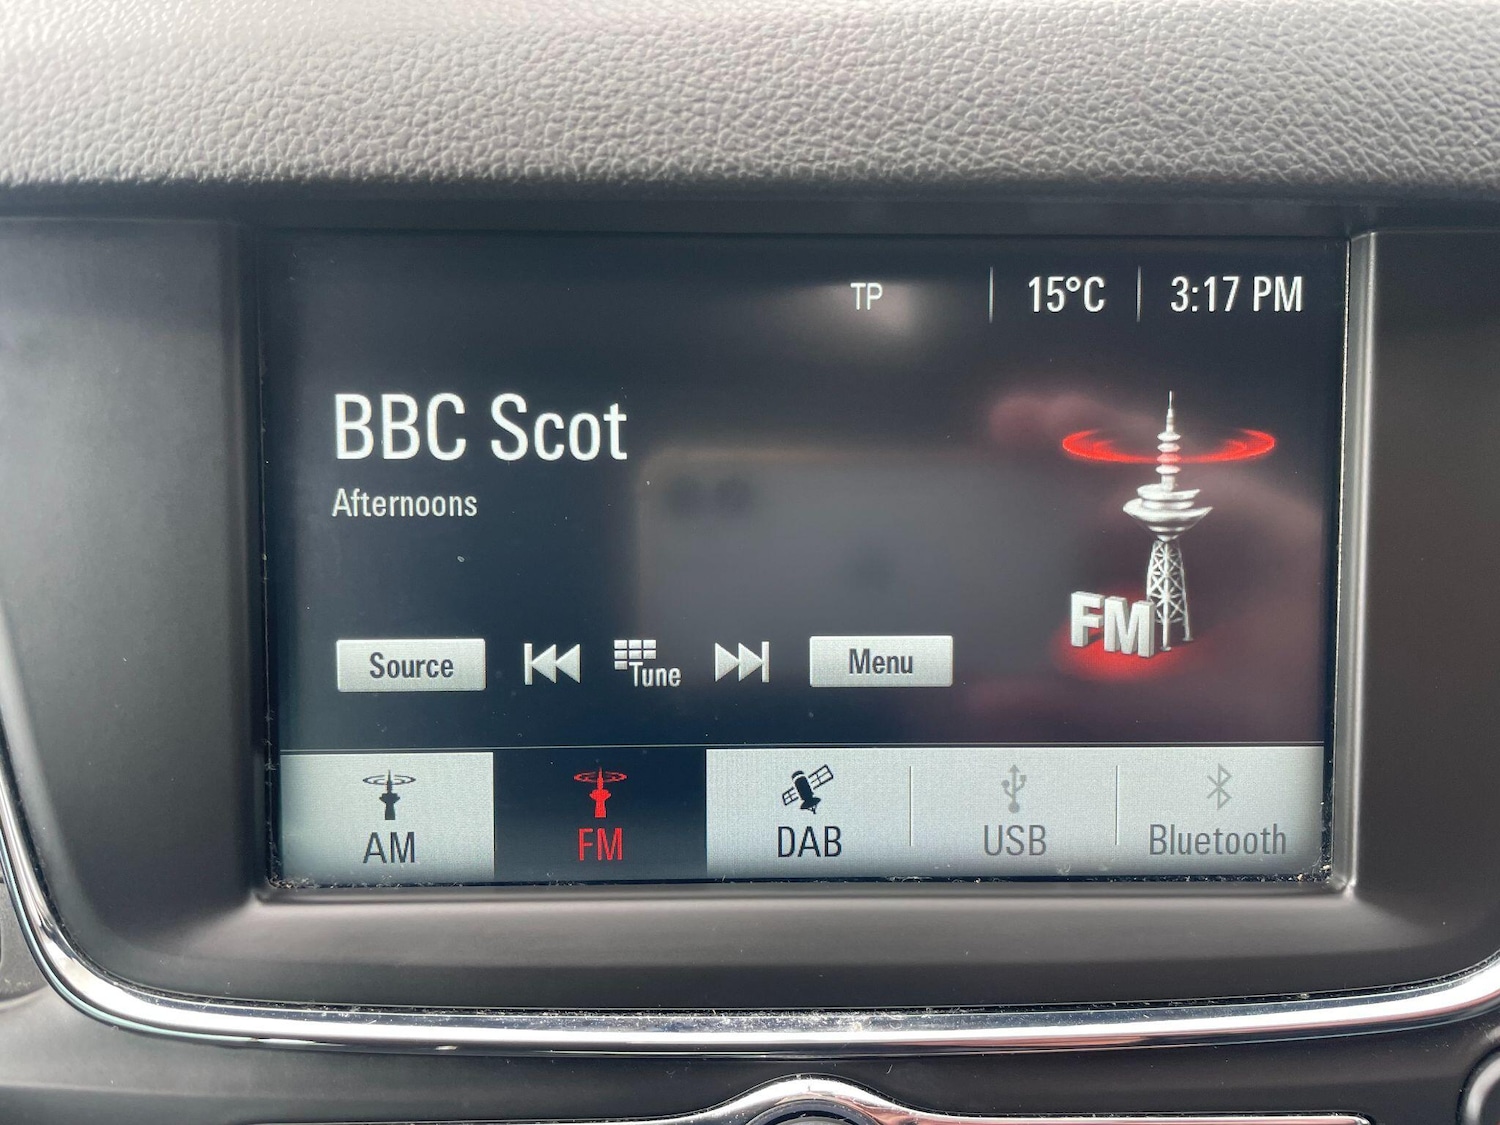 TP 15°C 3:17 PM
BBC Scot
Afternoons
FM
Source Tune Menu
AM FM DAB USB Bluetooth